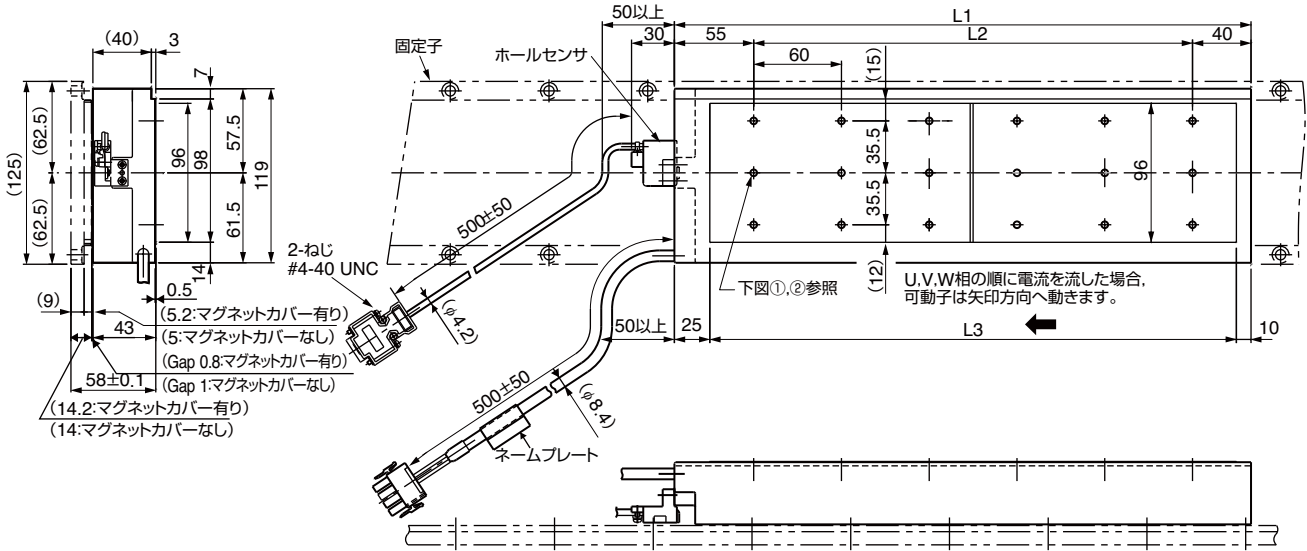 50以上
L1
(40)
3
30
55
L2
40
固定子
ホールセンサ
7
60
(15)
(125)
(62.5)
(62.5)
96
98
57.5
61.5
119
35.5
35.5
96
500±50
2-ねじ
#4-40 UNC
14
0.5
(9)
(5.2:マグネットカバー有り)
43
(5:マグネットカバーなし)
(Gap 0.8:マグネットカバー有り)
58±0.1
(Gap 1:マグネットカバーなし)
(14.2:マグネットカバー有り)
(14:マグネットカバーなし)
(φ4.2)
50以上
25
下図①,②参照
(12)
U,V,W相の順に電流を流した場合,
可動子は矢印方向へ動きます。
L3
10
500±50
(φ8.4)
ネームプレート